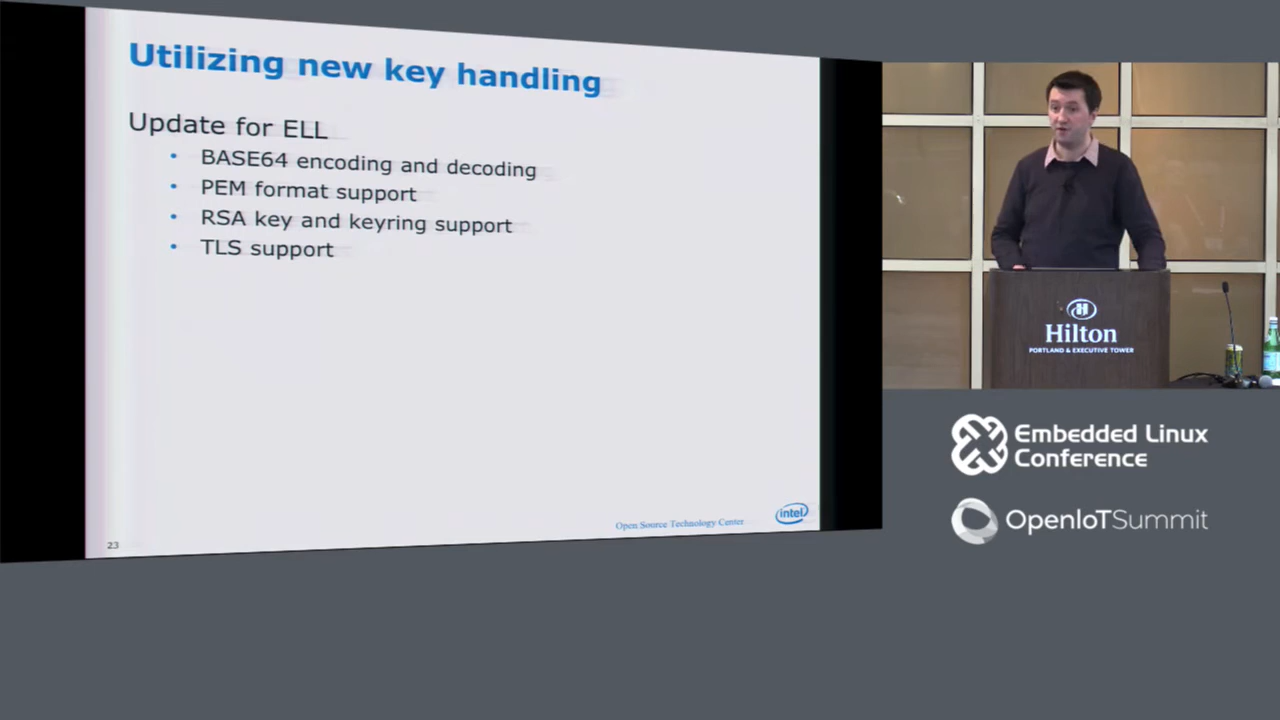 Utilizing new key handling
Update for ELL
• BASE64 encoding and decoding
• PEM format support
• RSA key and keyring support
• TLS support
Open Source Technology Center
intel
23
H
Hilton
PORTLAND & EXECUTIVE TOWER
Embedded Linux
Conference
OpenIoTSummit